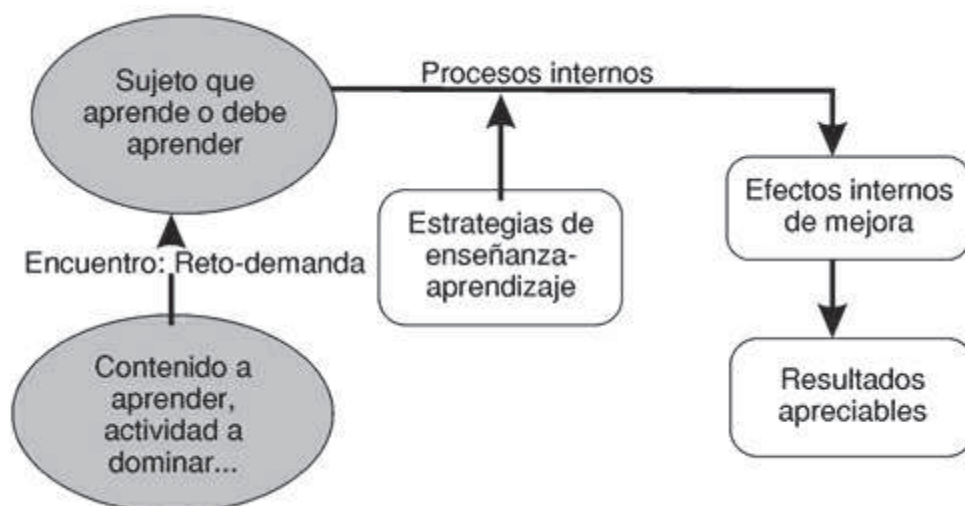 Sujeto que
aprende o debe
aprender
Procesos internos
Estrategias de
enseñanza-
aprendizaje
Efectos internos
de mejora
Encuentro: Reto-demanda
Contenido a
aprender,
actividad a
dominar...
Resultados
apreciables